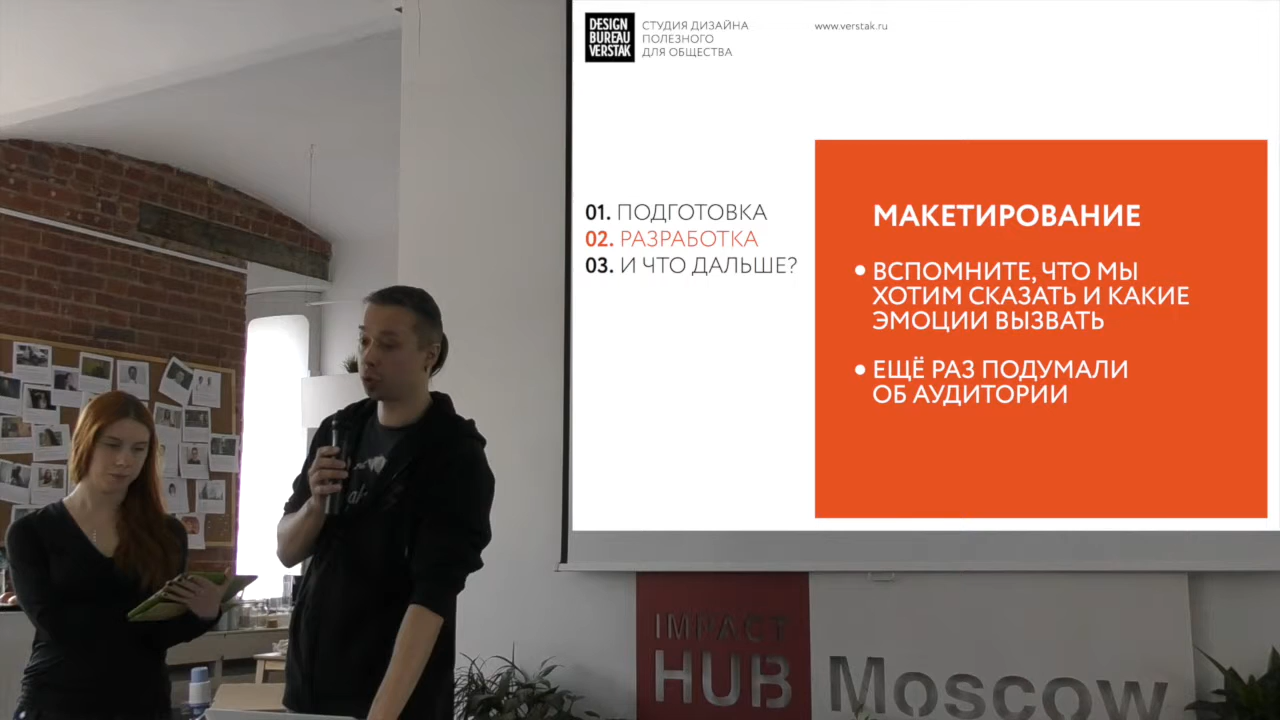 DESIGN
BUREAU
VERSTAK
СТУДИЯ ДИЗАЙНА
ПОЛЕЗНОГО
ДЛЯ ОБЩЕСТВА
www.verstak.ru
01. ПОДГОТОВКА
02. РАЗРАБОТКА
03. И ЧТО ДАЛЬШЕ?
МАКЕТИРОВАНИЕ
• ВСПОМНИТЕ, ЧТО МЫ
ХОТИМ СКАЗАТЬ И КАКИЕ
ЭМОЦИИ ВЫЗВАТЬ
• ЕЩЁ РАЗ ПОДУМАЛИ
ОБ АУДИТОРИИ
IMPACT
HUB
Moscow